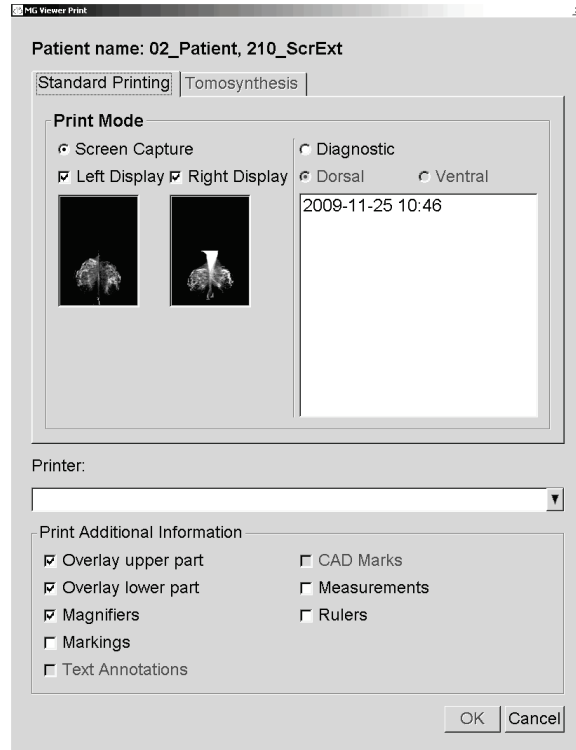 MG Viewer Print
Patient name: 02_Patient, 210_ScrExt
Standard Printing Tomosynthesis
Print Mode
Screen Capture Diagnostic
Left Display Right Display Dorsal Ventral
2009-11-25 10:46
Printer:
Print Additional Information
Overlay upper part CAD Marks
Overlay lower part Measurements
Magnifiers Rulers
Markings
Text Annotations
OK Cancel